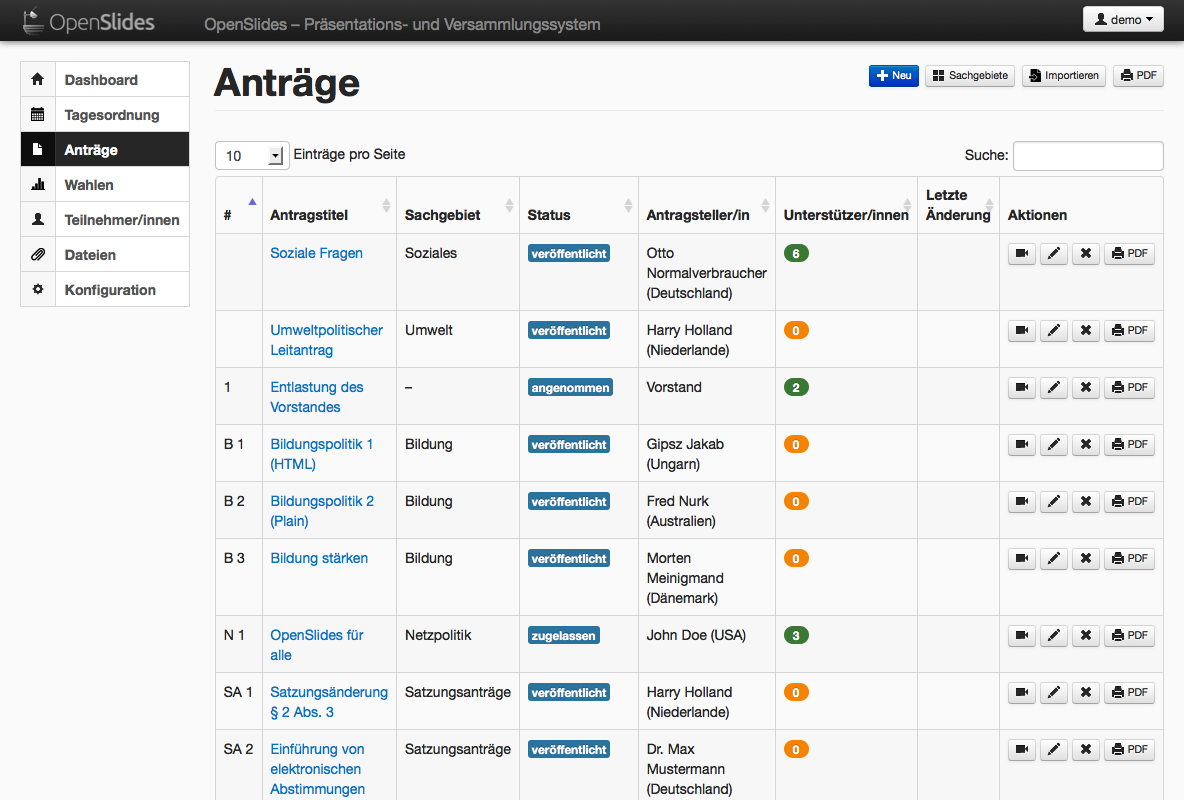 OpenSlides
OpenSlides – Präsentations- und Versammlungssystem
demo
Dashboard
Tagesordnung
Anträge
Wahlen
Teilnehmer/innen
Dateien
Konfiguration
Anträge
Neu
Sachgebiete
Importieren
PDF
10 Einträge pro Seite
Suche:
# Antragstitel Sachgebiet Status Antragsteller/in Unterstützer/innen Letzte Änderung Aktionen
Soziale Fragen Soziales veröffentlicht Otto 6 PDF
Normalverbraucher
(Deutschland)
Umweltpolitischer Umwelt veröffentlicht Harry Holland 0 PDF
Leitantrag (Niederlande)
1 Entlastung des – angenommen Vorstand 2 PDF
Vorstandes
B 1 Bildungspolitik 1 Bildung veröffentlicht Gipsz Jakab 0 PDF
(HTML) (Ungarn)
B 2 Bildungspolitik 2 Bildung veröffentlicht Fred Nurk 0 PDF
(Plain) (Australien)
B 3 Bildung stärken Bildung veröffentlicht Morten 0 PDF
Meinigmand
(Dänemark)
N 1 OpenSlides für Netzpolitik zugelassen John Doe (USA) 3 PDF
alle
SA 1 Satzungsänderung Satzungsanträge veröffentlicht Harry Holland 0 PDF
§ 2 Abs. 3 (Niederlande)
SA 2 Einführung von Satzungsanträge veröffentlicht Dr. Max 0 PDF
elektronischen Mustermann
Abstimmungen (Deutschland)